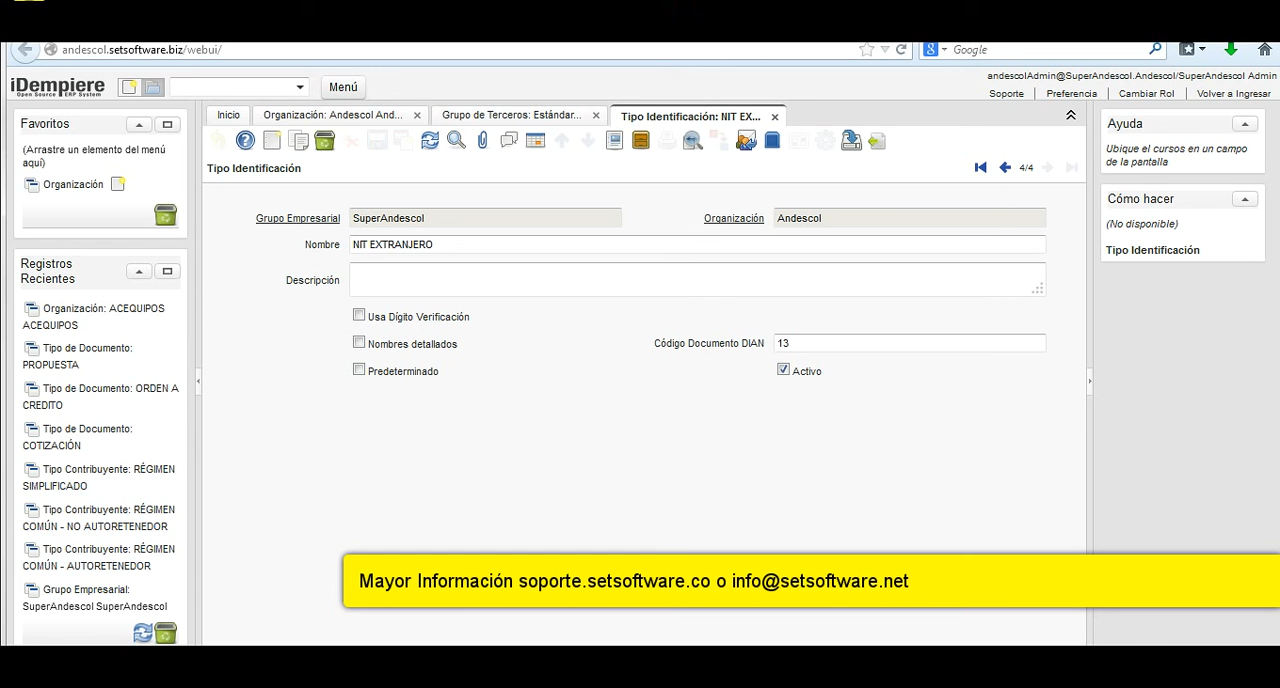 andescol.setsoftware.biz/webui/
Google
andescolAdmin@SuperAndescol.Andescol/SuperAndescol Admin
iDempiere
Open Source ERP System
Menú
Soporte
Preferencia
Cambiar Rol
Volver a Ingresar
Favoritos
(Arrastre un elemento del menú
aquí)
Organización
Registros
Recientes
Organización: ACEQUIPOS
ACEQUIPOS
Tipo de Documento:
PROPUESTA
Tipo de Documento: ORDEN A
CREDITO
Tipo de Documento:
COTIZACIÓN
Tipo Contribuyente: RÉGIMEN
SIMPLIFICADO
Tipo Contribuyente: RÉGIMEN
COMÚN - NO AUTORETENEDOR
Tipo Contribuyente: RÉGIMEN
COMÚN - AUTORETENEDOR
Grupo Empresarial:
SuperAndescol SuperAndescol
Inicio
Organización: Andescol And...
Grupo de Terceros: Estándar...
Tipo Identificación: NIT EX...
Tipo Identificación
4/4
Grupo Empresarial SuperAndescol
Organización Andescol
Nombre NIT EXTRANJERO
Descripción
Usa Dígito Verificación
Nombres detallados
Código Documento DIAN 13
Predeterminado
Activo
Ayuda
Ubique el cursos en un campo
de la pantalla
Cómo hacer
(No disponible)
Tipo Identificación
Mayor Información soporte.setsoftware.co o info@setsoftware.net